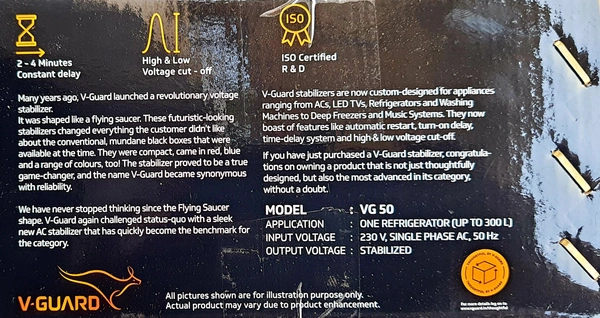 ISO
2 - 4 Minutes
Constant delay
High & Low
Voltage cut - off
ISO Certified
R & D
Many years ago, V-Guard launched a revolutionary voltage
stabilizer.
It was shaped like a flying saucer. These futuristic-looking
stabilizers changed everything the customer didn't like
about the conventional, mundane black boxes that were
available at the time. They were compact, came in red, blue
and a range of colours, too! The stabilizer proved to be a true
game-changer, and the name V-Guard became synonymous
with reliability.
We have never stopped thinking since the Flying Saucer
shape. V-Guard again challenged status-quo with a sleek
new AC stabilizer that has quickly become the benchmark for
the category.
V-Guard stabilizers are now custom-designed for appliances
ranging from ACs, LED TVs, Refrigerators and Washing
Machines to Deep Freezers and Music Systems. They now
boast of features like automatic restart, turn-on delay,
time-delay system and high & low voltage cut-off.
If you have just purchased a V-Guard stabilizer, congratula-
tions on owning a product that is not just thoughtfully
designed, but also the most advanced in its category,
without a doubt.
MODEL : VG 50
APPLICATION : ONE REFRIGERATOR (UP TO 300 L)
INPUT VOLTAGE : 230 V, SINGLE PHASE AC, 50 Hz
OUTPUT VOLTAGE : STABILIZED
V-GUARD
All pictures shown are for illustration purpose only.
Actual product may vary due to product enhancement.
For more details log on to